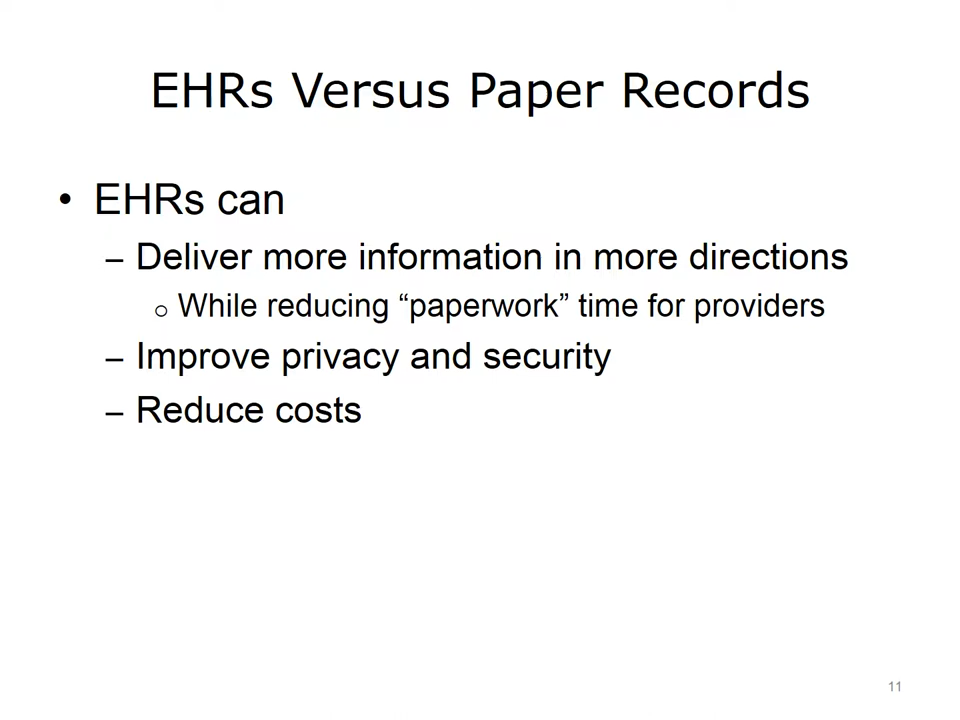 EHRs Versus Paper Records
• EHRs can
– Deliver more information in more directions
o While reducing “paperwork” time for providers
– Improve privacy and security
– Reduce costs
11